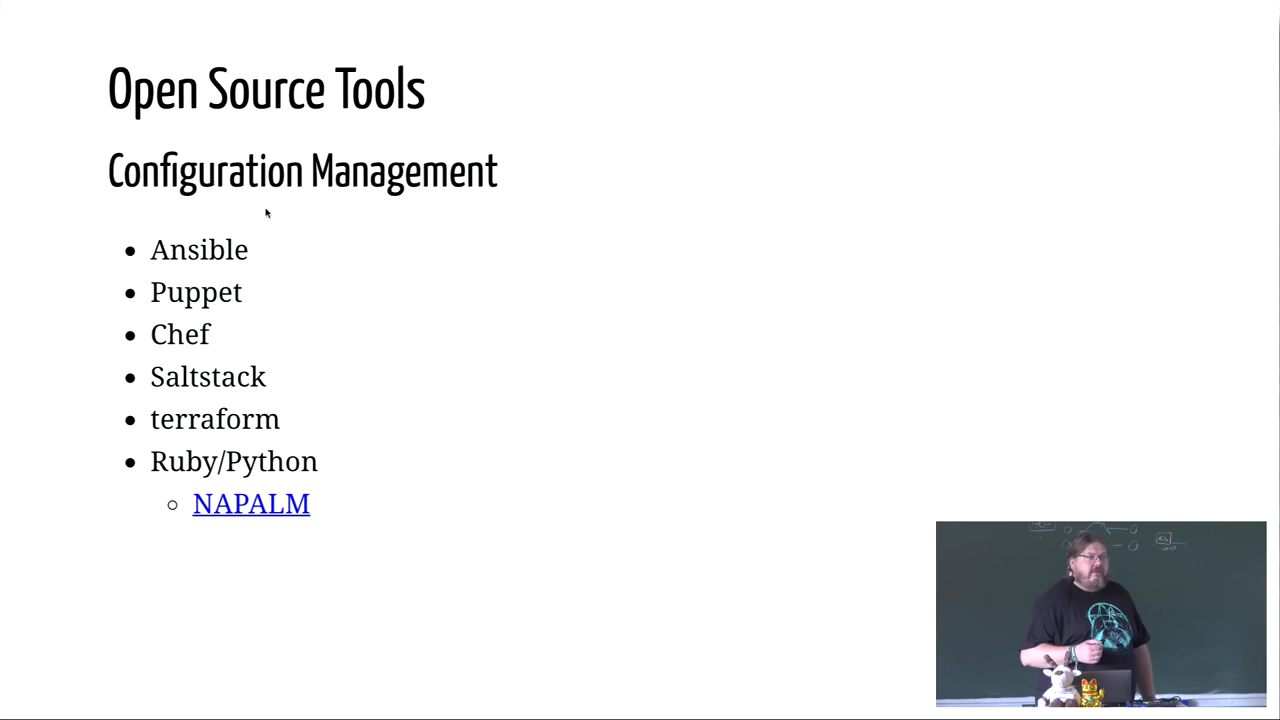 Open Source Tools
Configuration Management
Ansible
Puppet
Chef
Saltstack
terraform
Ruby/Python
NAPALM